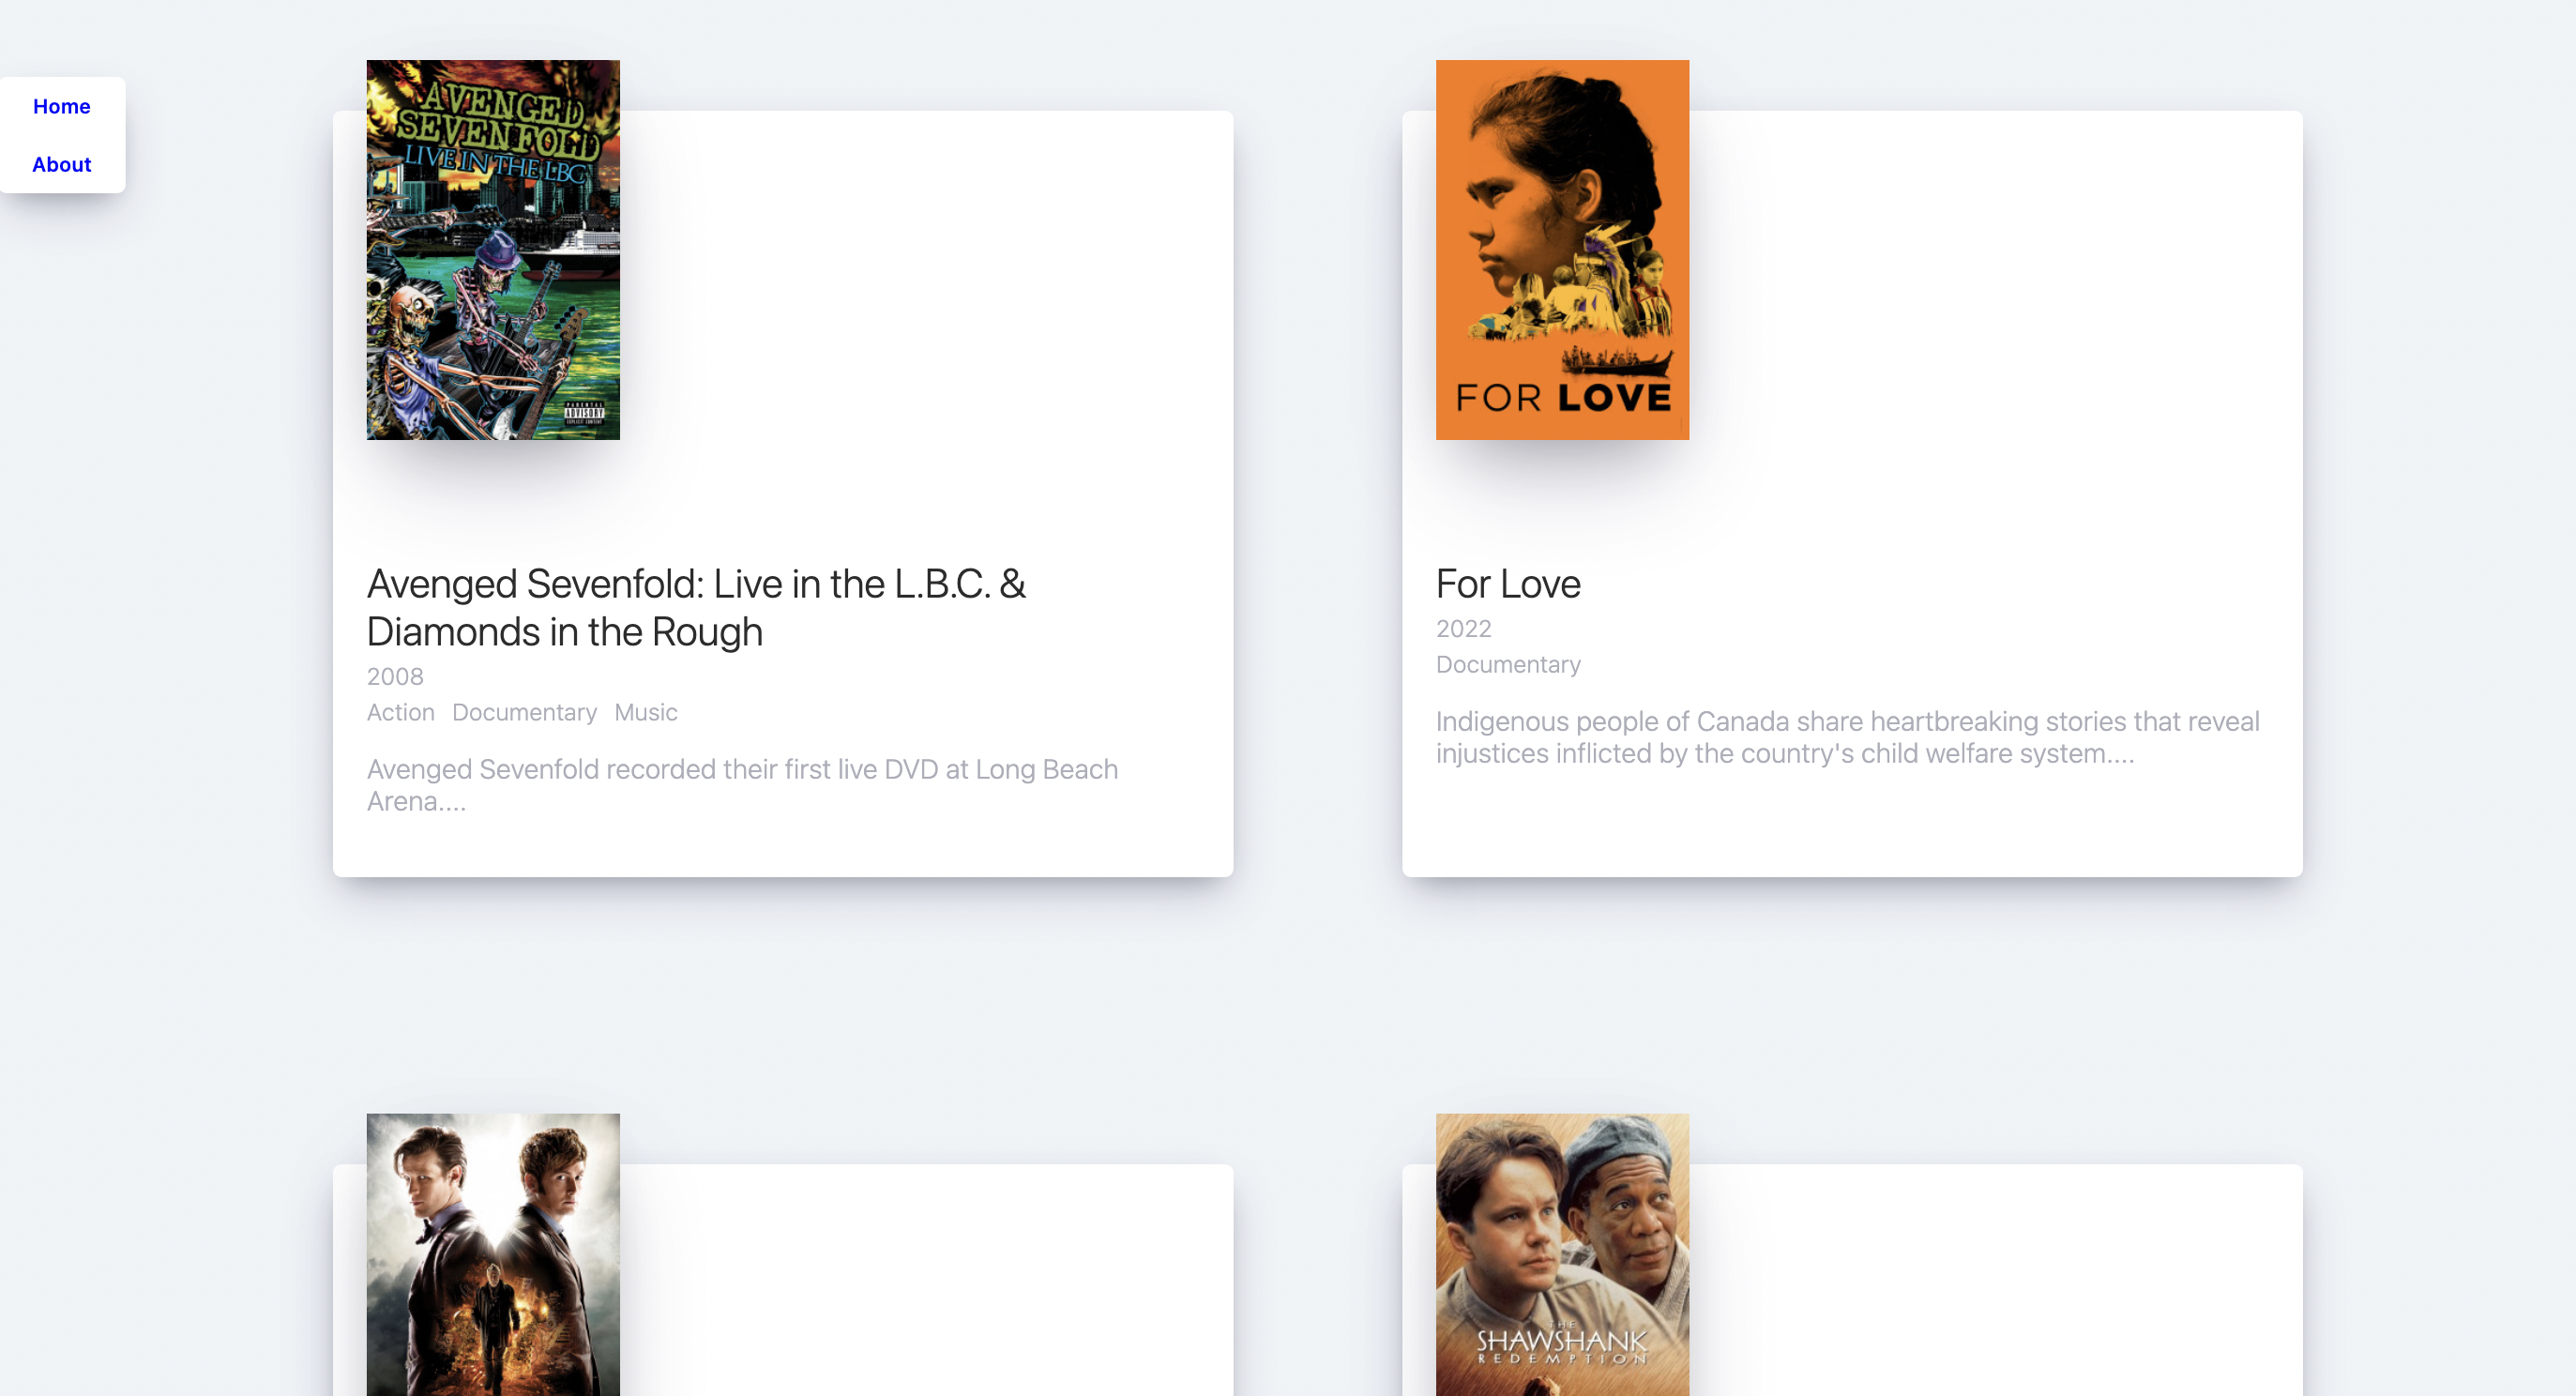 Home
About
AVENGED
SEVENFOLD
LIVE IN THE LBC
PARENTAL
ADVISORY
EXPLICIT CONTENT
Avenged Sevenfold: Live in the L.B.C. &
Diamonds in the Rough
2008
Action Documentary Music
Avenged Sevenfold recorded their first live DVD at Long Beach
Arena....
FOR LOVE
For Love
2022
Documentary
Indigenous people of Canada share heartbreaking stories that reveal
injustices inflicted by the country's child welfare system....
THE
SHAWSHANK
REDEMPTION